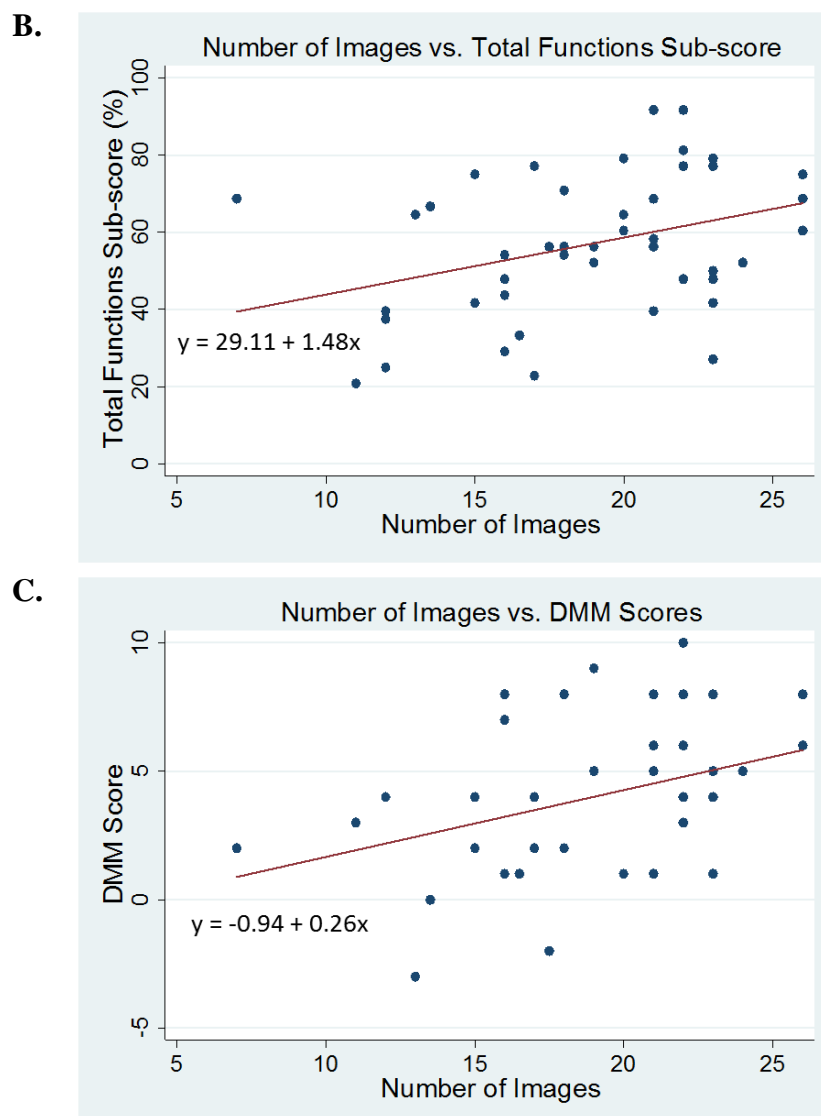 B.
Number of Images vs. Total Functions Sub-score
Total Functions Sub-score (%)
100
80
60
40
20
0
y = 29.11 + 1.48x
5 10 15 20 25
Number of Images
C.
Number of Images vs. DMM Scores
DMM Score
10
5
0
-5
y = -0.94 + 0.26x
5 10 15 20 25
Number of Images